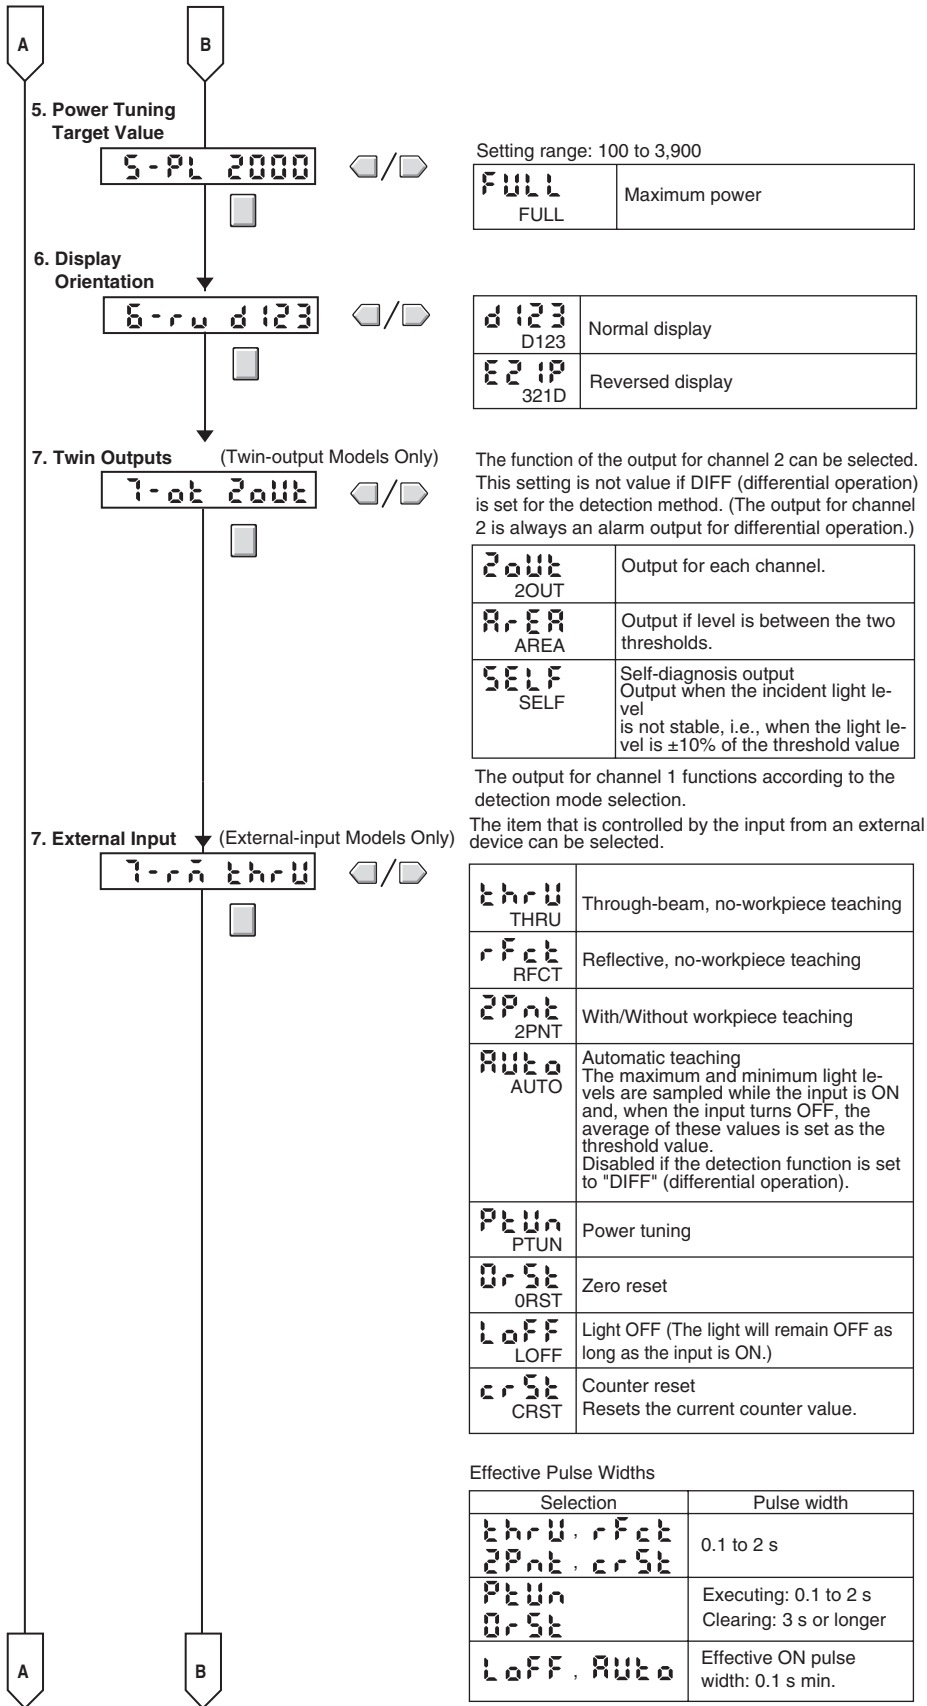 A
B
5. Power Tuning
Target Value
5-PL 2000
Setting range: 100 to 3,900
FULL
FULL
Maximum power
6. Display
Orientation
6-ru d123
d123
D123
Normal display
E21P
321D
Reversed display
7. Twin Outputs
(Twin-output Models Only)
7-ot 2oUt
The function of the output for channel 2 can be selected.
This setting is not value if DIFF (differential operation)
is set for the detection method. (The output for channel
2 is always an alarm output for differential operation.)
2oUt
2OUT
Output for each channel.
ArEA
AREA
Output if level is between the two
thresholds.
SELF
SELF
Self-diagnosis output
Output when the incident light le-
vel
is not stable, i.e., when the light le-
vel is ±10% of the threshold value
The output for channel 1 functions according to the
detection mode selection.
7. External Input
(External-input Models Only)
The item that is controlled by the input from an external
device can be selected.
7-rm thrU
thrU
THRU
Through-beam, no-workpiece teaching
rFct
RFCT
Reflective, no-workpiece teaching
2Pnt
2PNT
With/Without workpiece teaching
AUto
AUTO
Automatic teaching
The maximum and minimum light le-
vels are sampled while the input is ON
and, when the input turns OFF, the
average of these values is set as the
threshold value.
Disabled if the detection function is set
to "DIFF" (differential operation).
PtUn
PTUN
Power tuning
0rSt
0RST
Zero reset
LoFF
LOFF
Light OFF (The light will remain OFF as
long as the input is ON.)
crSt
CRST
Counter reset
Resets the current counter value.
Effective Pulse Widths
Selection
Pulse width
thrU, rFct
2Pnt, crSt
0.1 to 2 s
PtUn
0rSt
Executing: 0.1 to 2 s
Clearing: 3 s or longer
LoFF, AUto
Effective ON pulse
width: 0.1 s min.
A
B